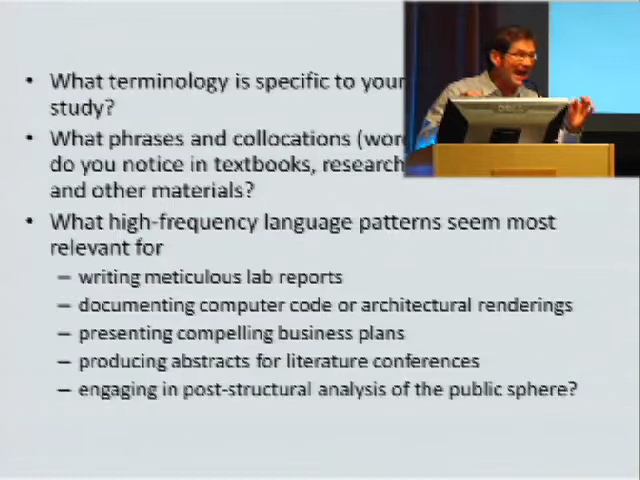 • What terminology is specific to your
study?
• What phrases and collocations
do you notice in textbooks, research
and other materials?
• What high-frequency language patterns seem most
relevant for
– writing meticulous lab reports
– documenting computer code or architectural renderings
– presenting compelling business plans
– producing abstracts for literature conferences
– engaging in post-structural analysis of the public sphere?